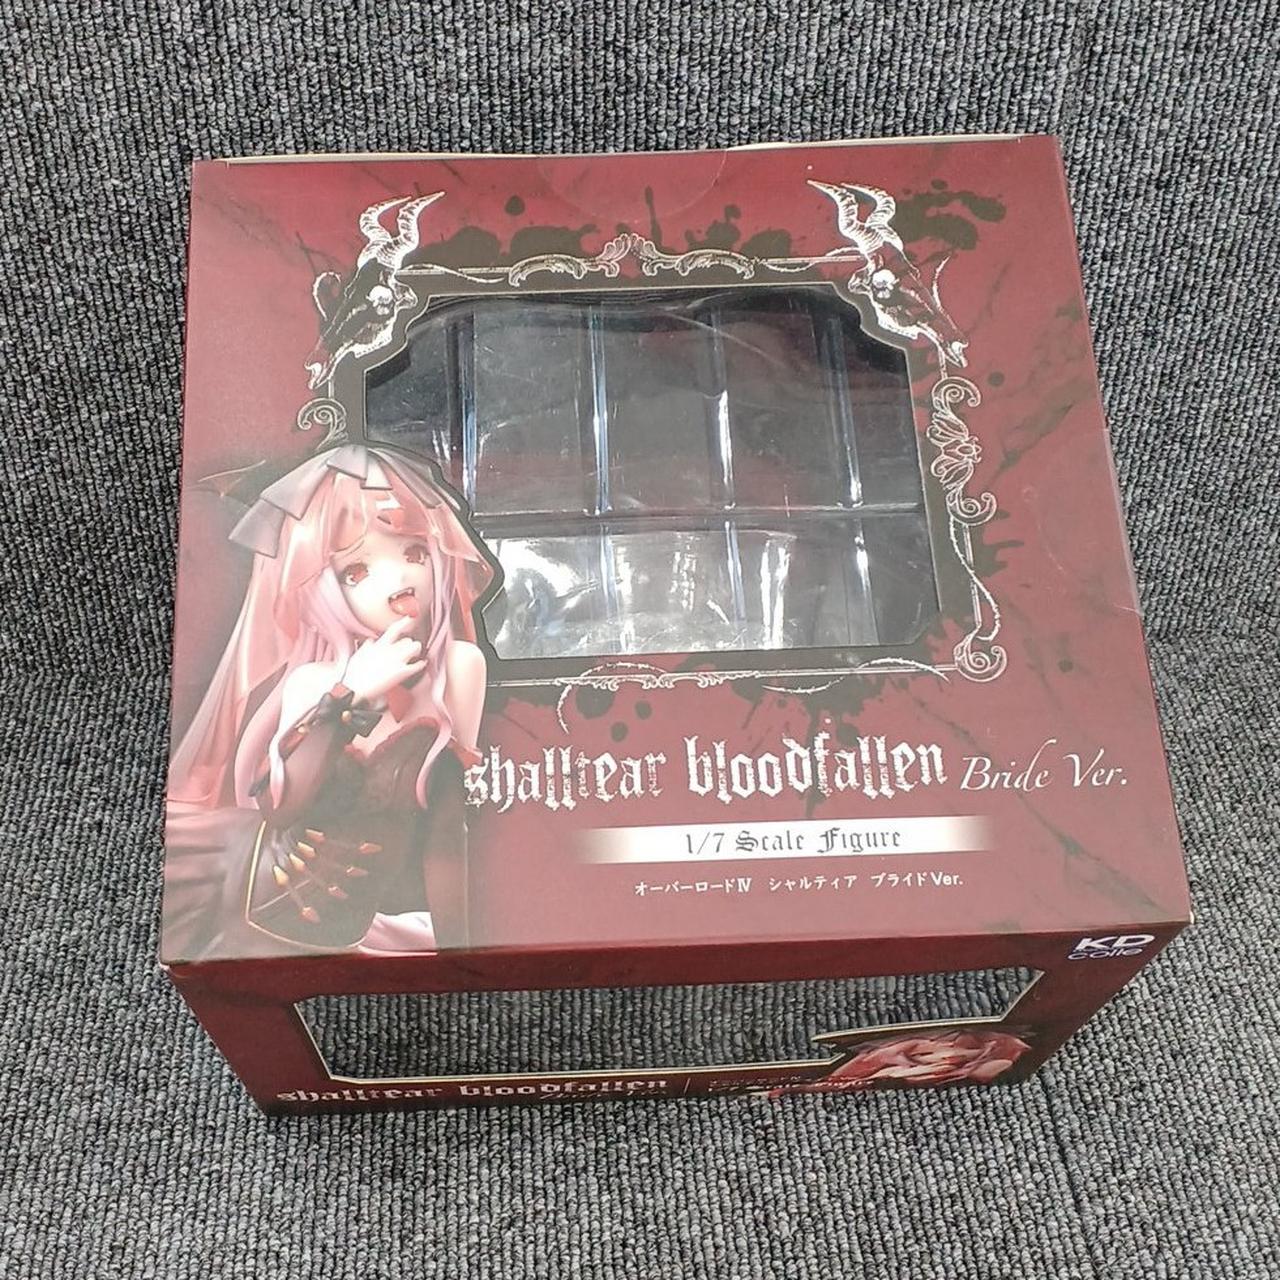 shalltear bloodfallen Bride Ver.
1/7 Scale Figure
オーバーロードⅣ シャルティア ブライドVer.
KD
colle
shalltear bloodfallen